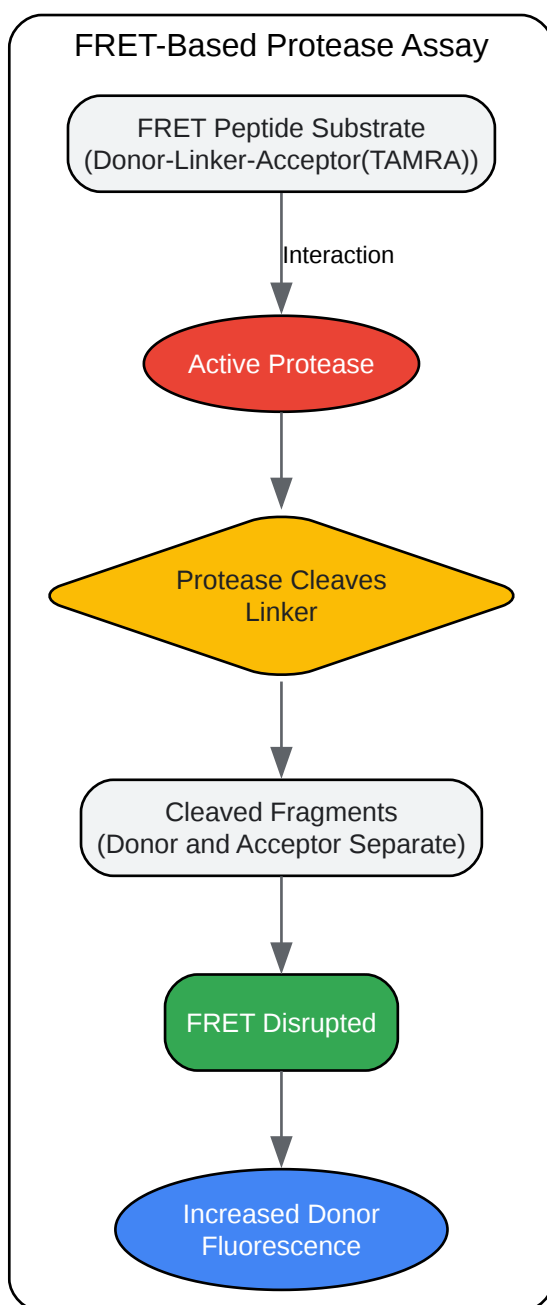 FRET-Based Protease Assay
FRET Peptide Substrate
(Donor-Linker-Acceptor(TAMRA))
Interaction
Active Protease
Protease Cleaves
Linker
Cleaved Fragments
(Donor and Acceptor Separate)
FRET Disrupted
Increased Donor
Fluorescence